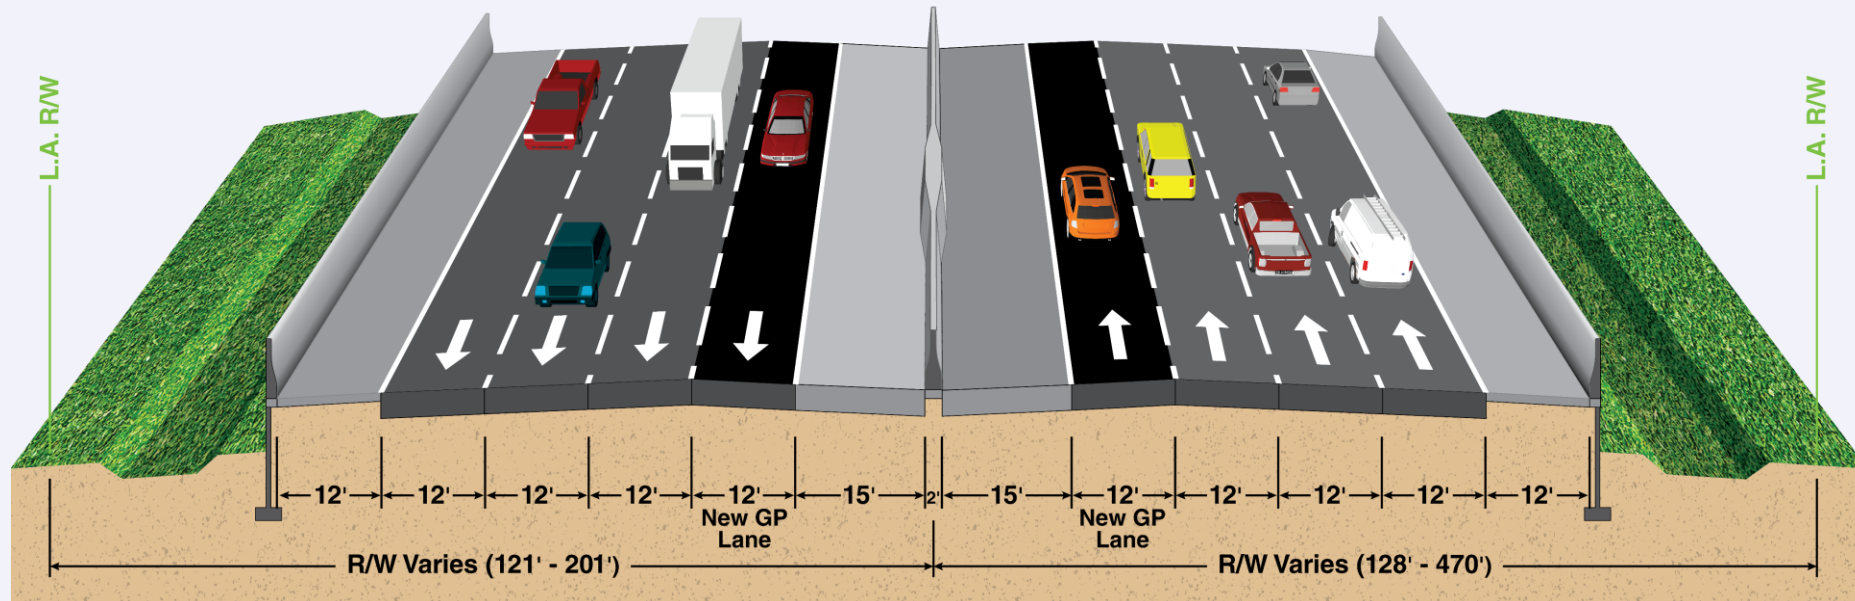 L.A. R/W
L.A. R/W
12' 12' 12' 12' 12' 15' 2' 15' 12' 12' 12' 12' 12'
New GP
Lane
New GP
Lane
R/W Varies (121' - 201')
R/W Varies (128' - 470')